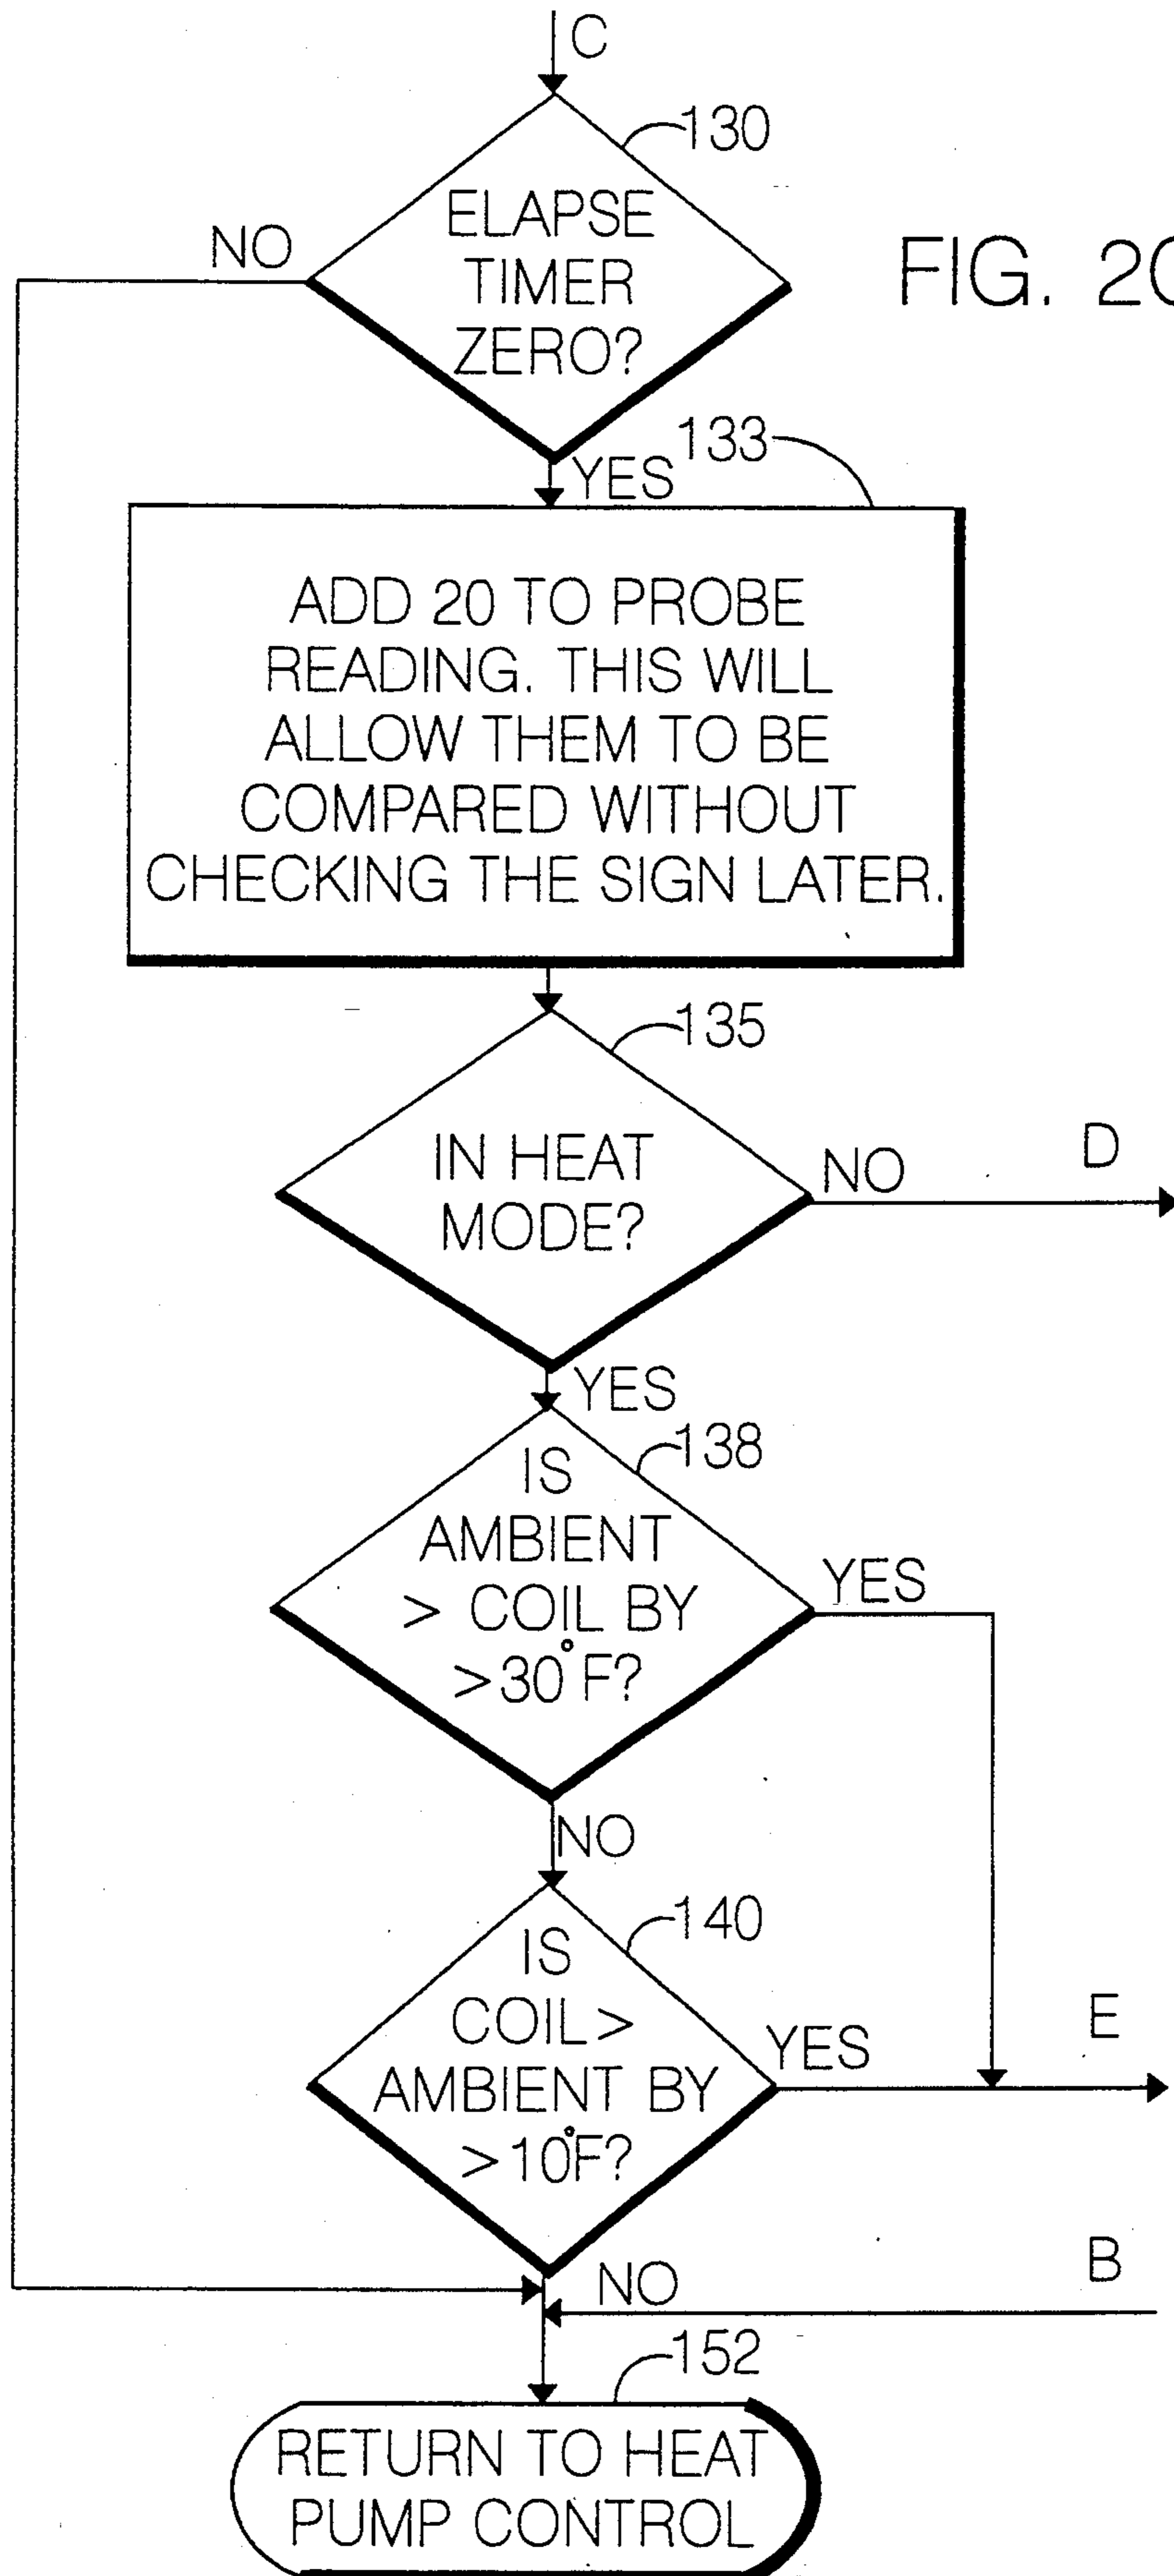 C
130
ELAPSE
TIMER
ZERO?
NO
FIG. 2C
YES
133
ADD 20 TO PROBE
READING. THIS WILL
ALLOW THEM TO BE
COMPARED WITHOUT
CHECKING THE SIGN LATER.
135
IN HEAT
MODE?
NO
D
YES
138
IS
AMBIENT
> COIL BY
>30°F?
YES
NO
140
IS
COIL>
AMBIENT BY
>10°F?
YES
E
NO
B
152
RETURN TO HEAT
PUMP CONTROL